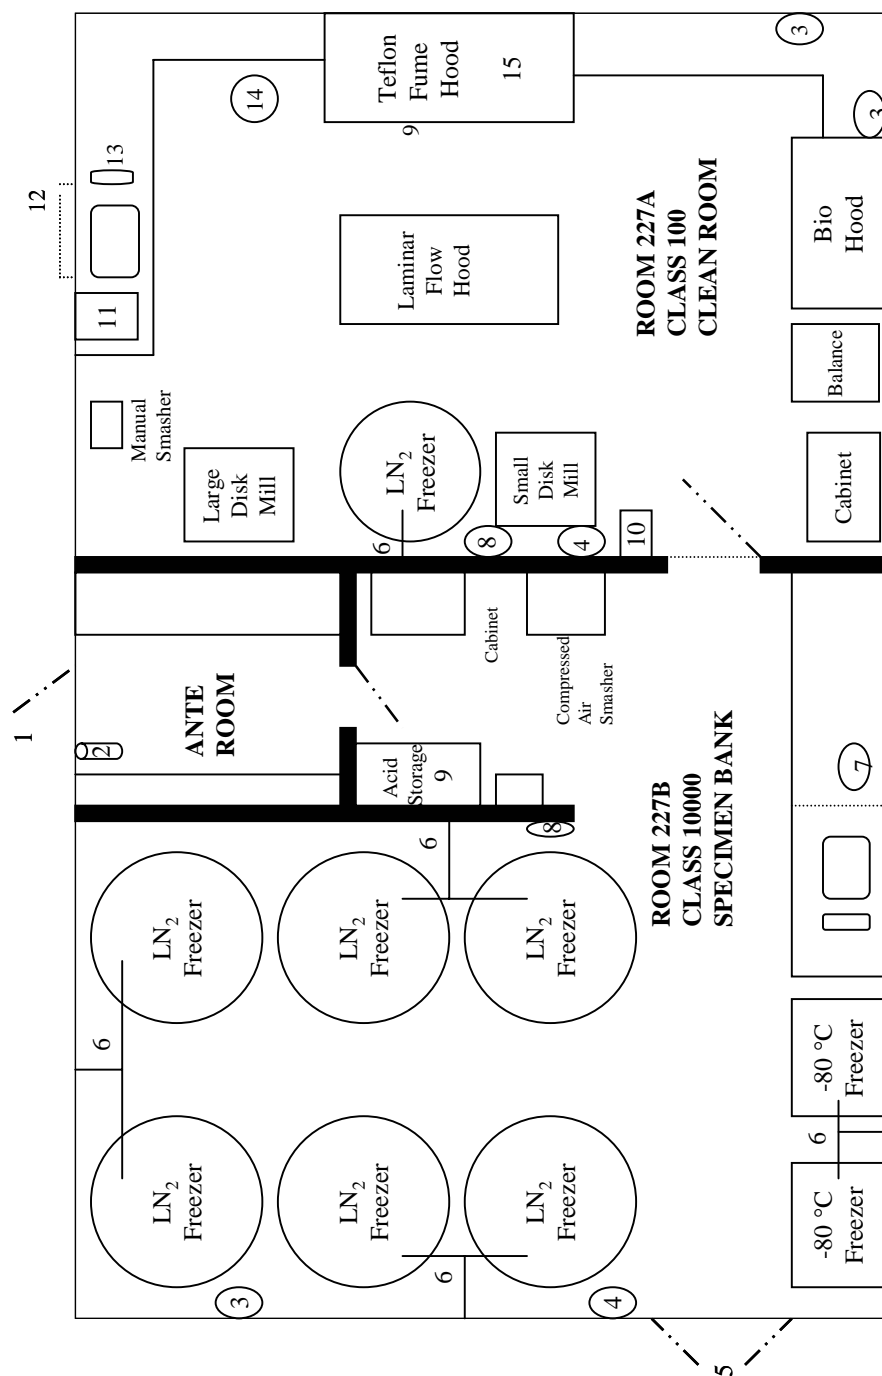 1
12
6
2
11
13
Manual
Smasher
LN2
Freezer
LN2
Freezer
ANTE
ROOM
Large
Disk
Mill
3
14
LN2
Freezer
LN2
Freezer
Acid
Storage
9
6
LN2
Freezer
Laminar
Flow
Hood
9
Teflon
Fume
Hood
15
6
6
8
Cabinet
8
Small
Disk
Mill
LN2
Freezer
LN2
Freezer
4
Compressed
Air
Smasher
4
10
ROOM 227B
CLASS 10000
SPECIMEN BANK
ROOM 227A
CLASS 100
CLEAN ROOM
5
3
-80 °C
Freezer
6
-80 °C
Freezer
7
Cabinet
Balance
Bio
Hood
3